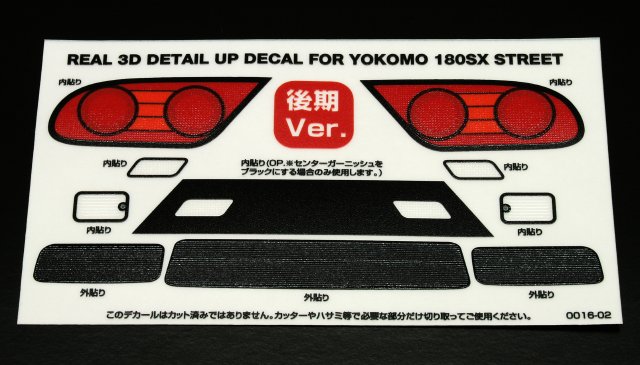 REAL 3D DETAIL UP DECAL FOR YOKOMO 180SX STREET
内貼り
内貼り
後期
Ver.
内貼り
内貼り(OP.※センターガーニッシュを
ブラックにする場合のみ使用します。)
内貼り
内貼り
内貼り
外貼り
外貼り
外貼り
このデカールはカット済みではありません。カッターやハサミ等で必要な部分だけ切り取ってご使用ください。
0016-02